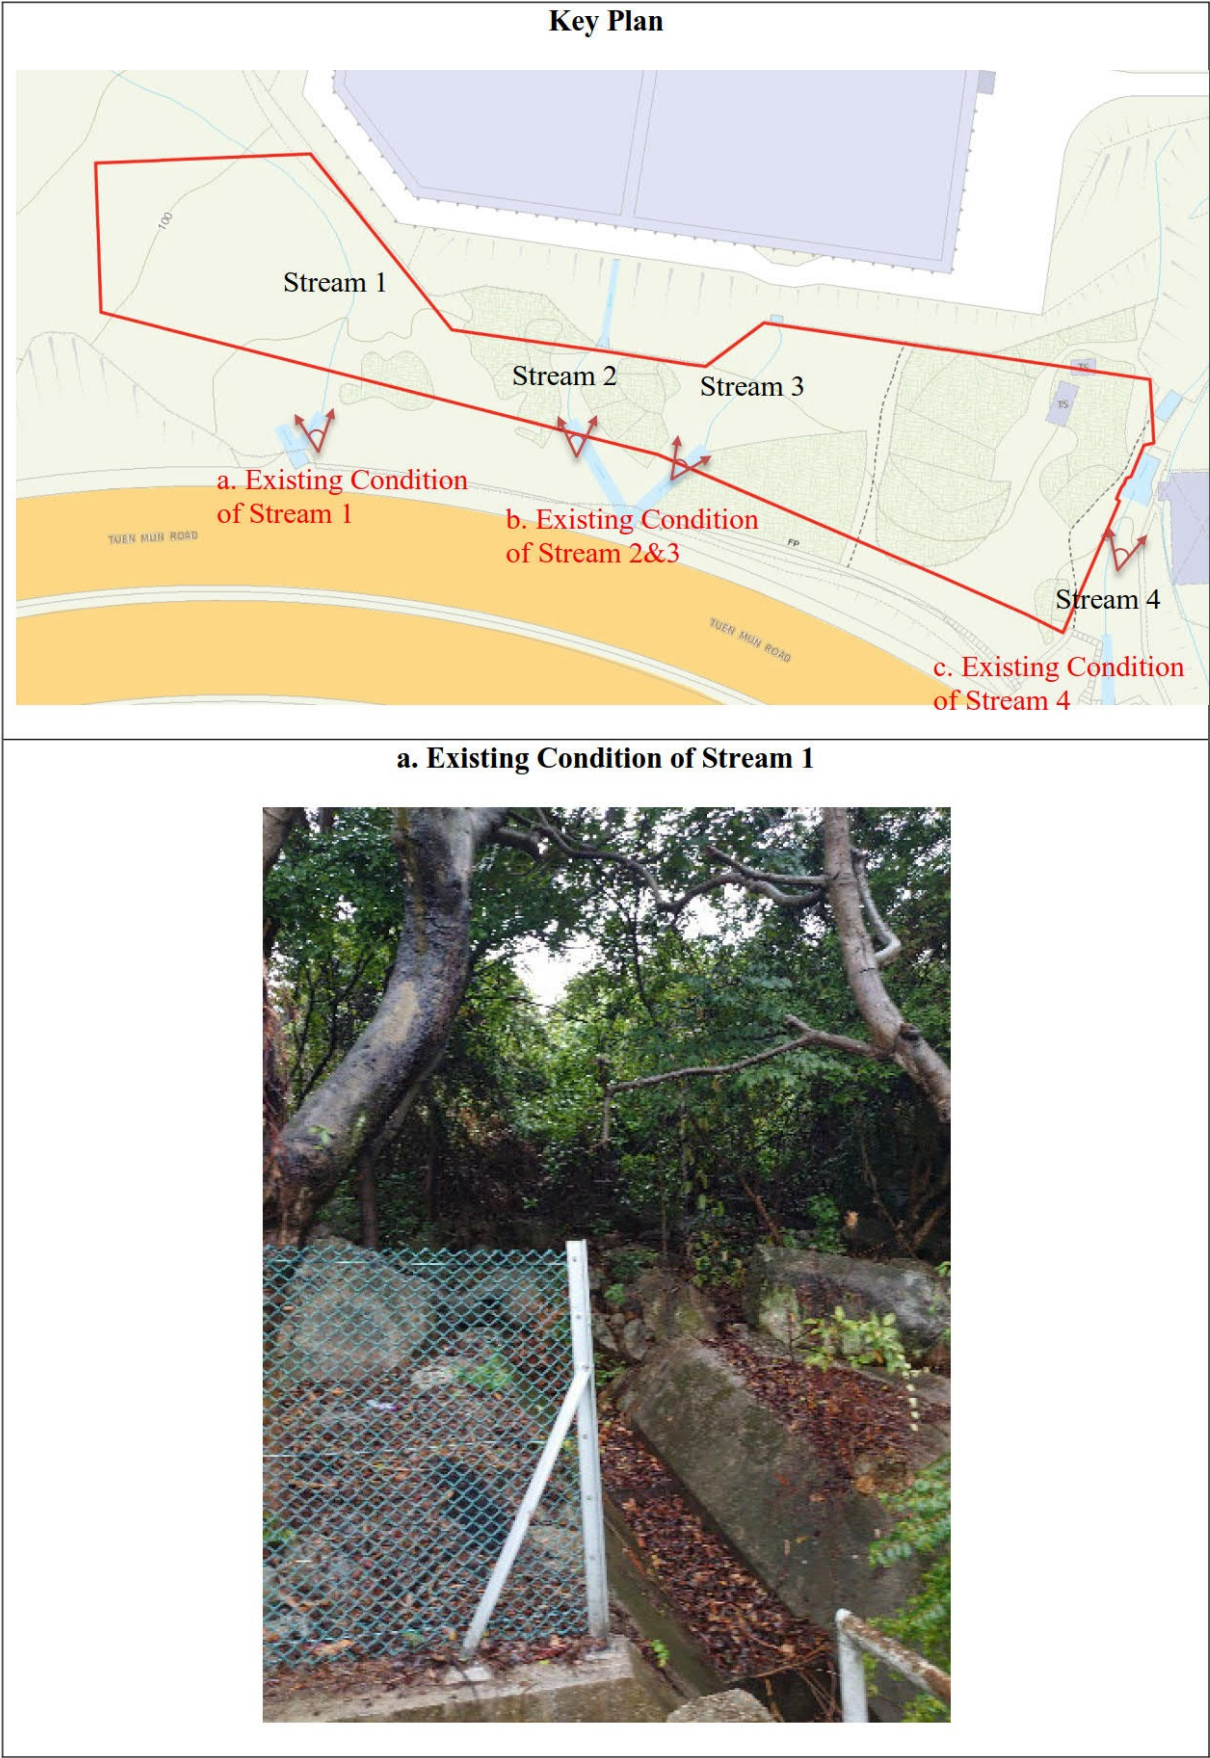 Key Plan
100
Stream 1
Stream 2
Stream 3
TS
TS
a. Existing Condition
of Stream 1
b. Existing Condition
of Stream 2&3
TUEN MUN ROAD
FP
Stream 4
TUEN MUN ROAD
c. Existing Condition
of Stream 4
a. Existing Condition of Stream 1